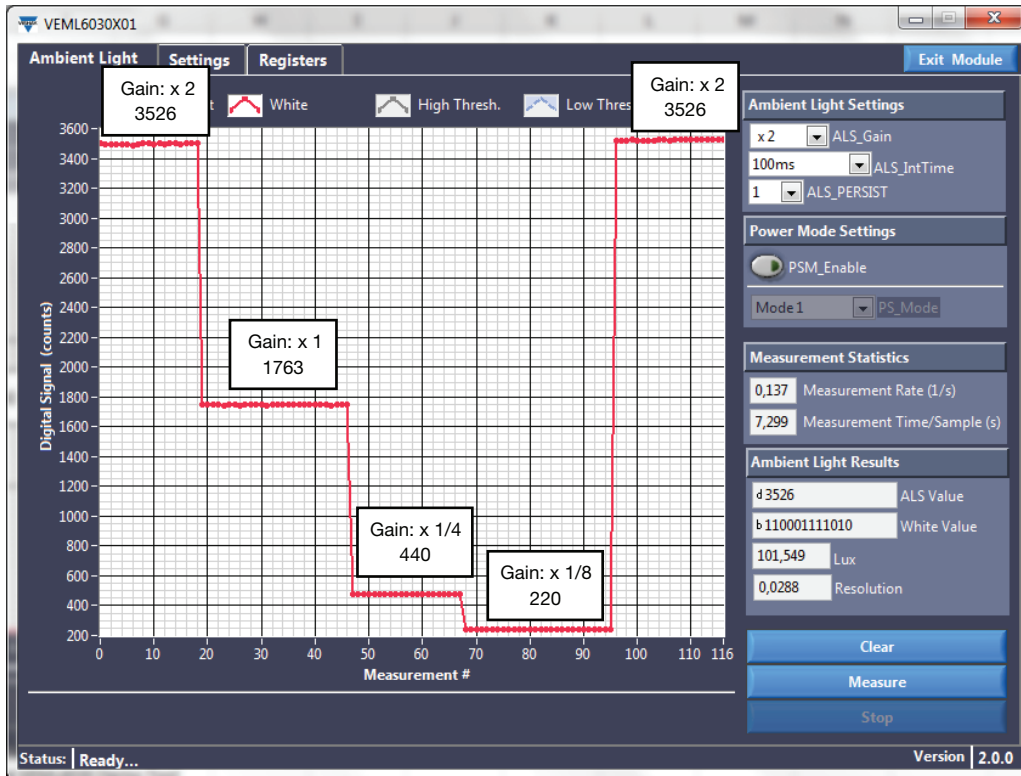 VEML6030X01
Ambient Light
Settings
Registers
Exit Module
Gain: x 2
3526
White
High Thresh.
Low Thres
Gain: x 2
3526
Digital Signal (counts)
3600
3400
3200
3000
2800
2600
2400
2200
2000
1800
1600
1400
1200
1000
800
600
400
200
Gain: x 1
1763
Gain: x 1/4
440
Gain: x 1/8
220
0 10 20 30 40 50 60 70 80 90 100 110 116
Measurement #
Ambient Light Settings
x 2 ALS_Gain
100ms ALS_IntTime
1 ALS_PERSIST
Power Mode Settings
PSM_Enable
Mode 1 PS_Mode
Measurement Statistics
0,137 Measurement Rate (1/s)
7,299 Measurement Time/Sample (s)
Ambient Light Results
d 3526 ALS Value
b 110001111010 White Value
101,549 Lux
0,0288 Resolution
Clear
Measure
Stop
Status: Ready...
Version 2.0.0